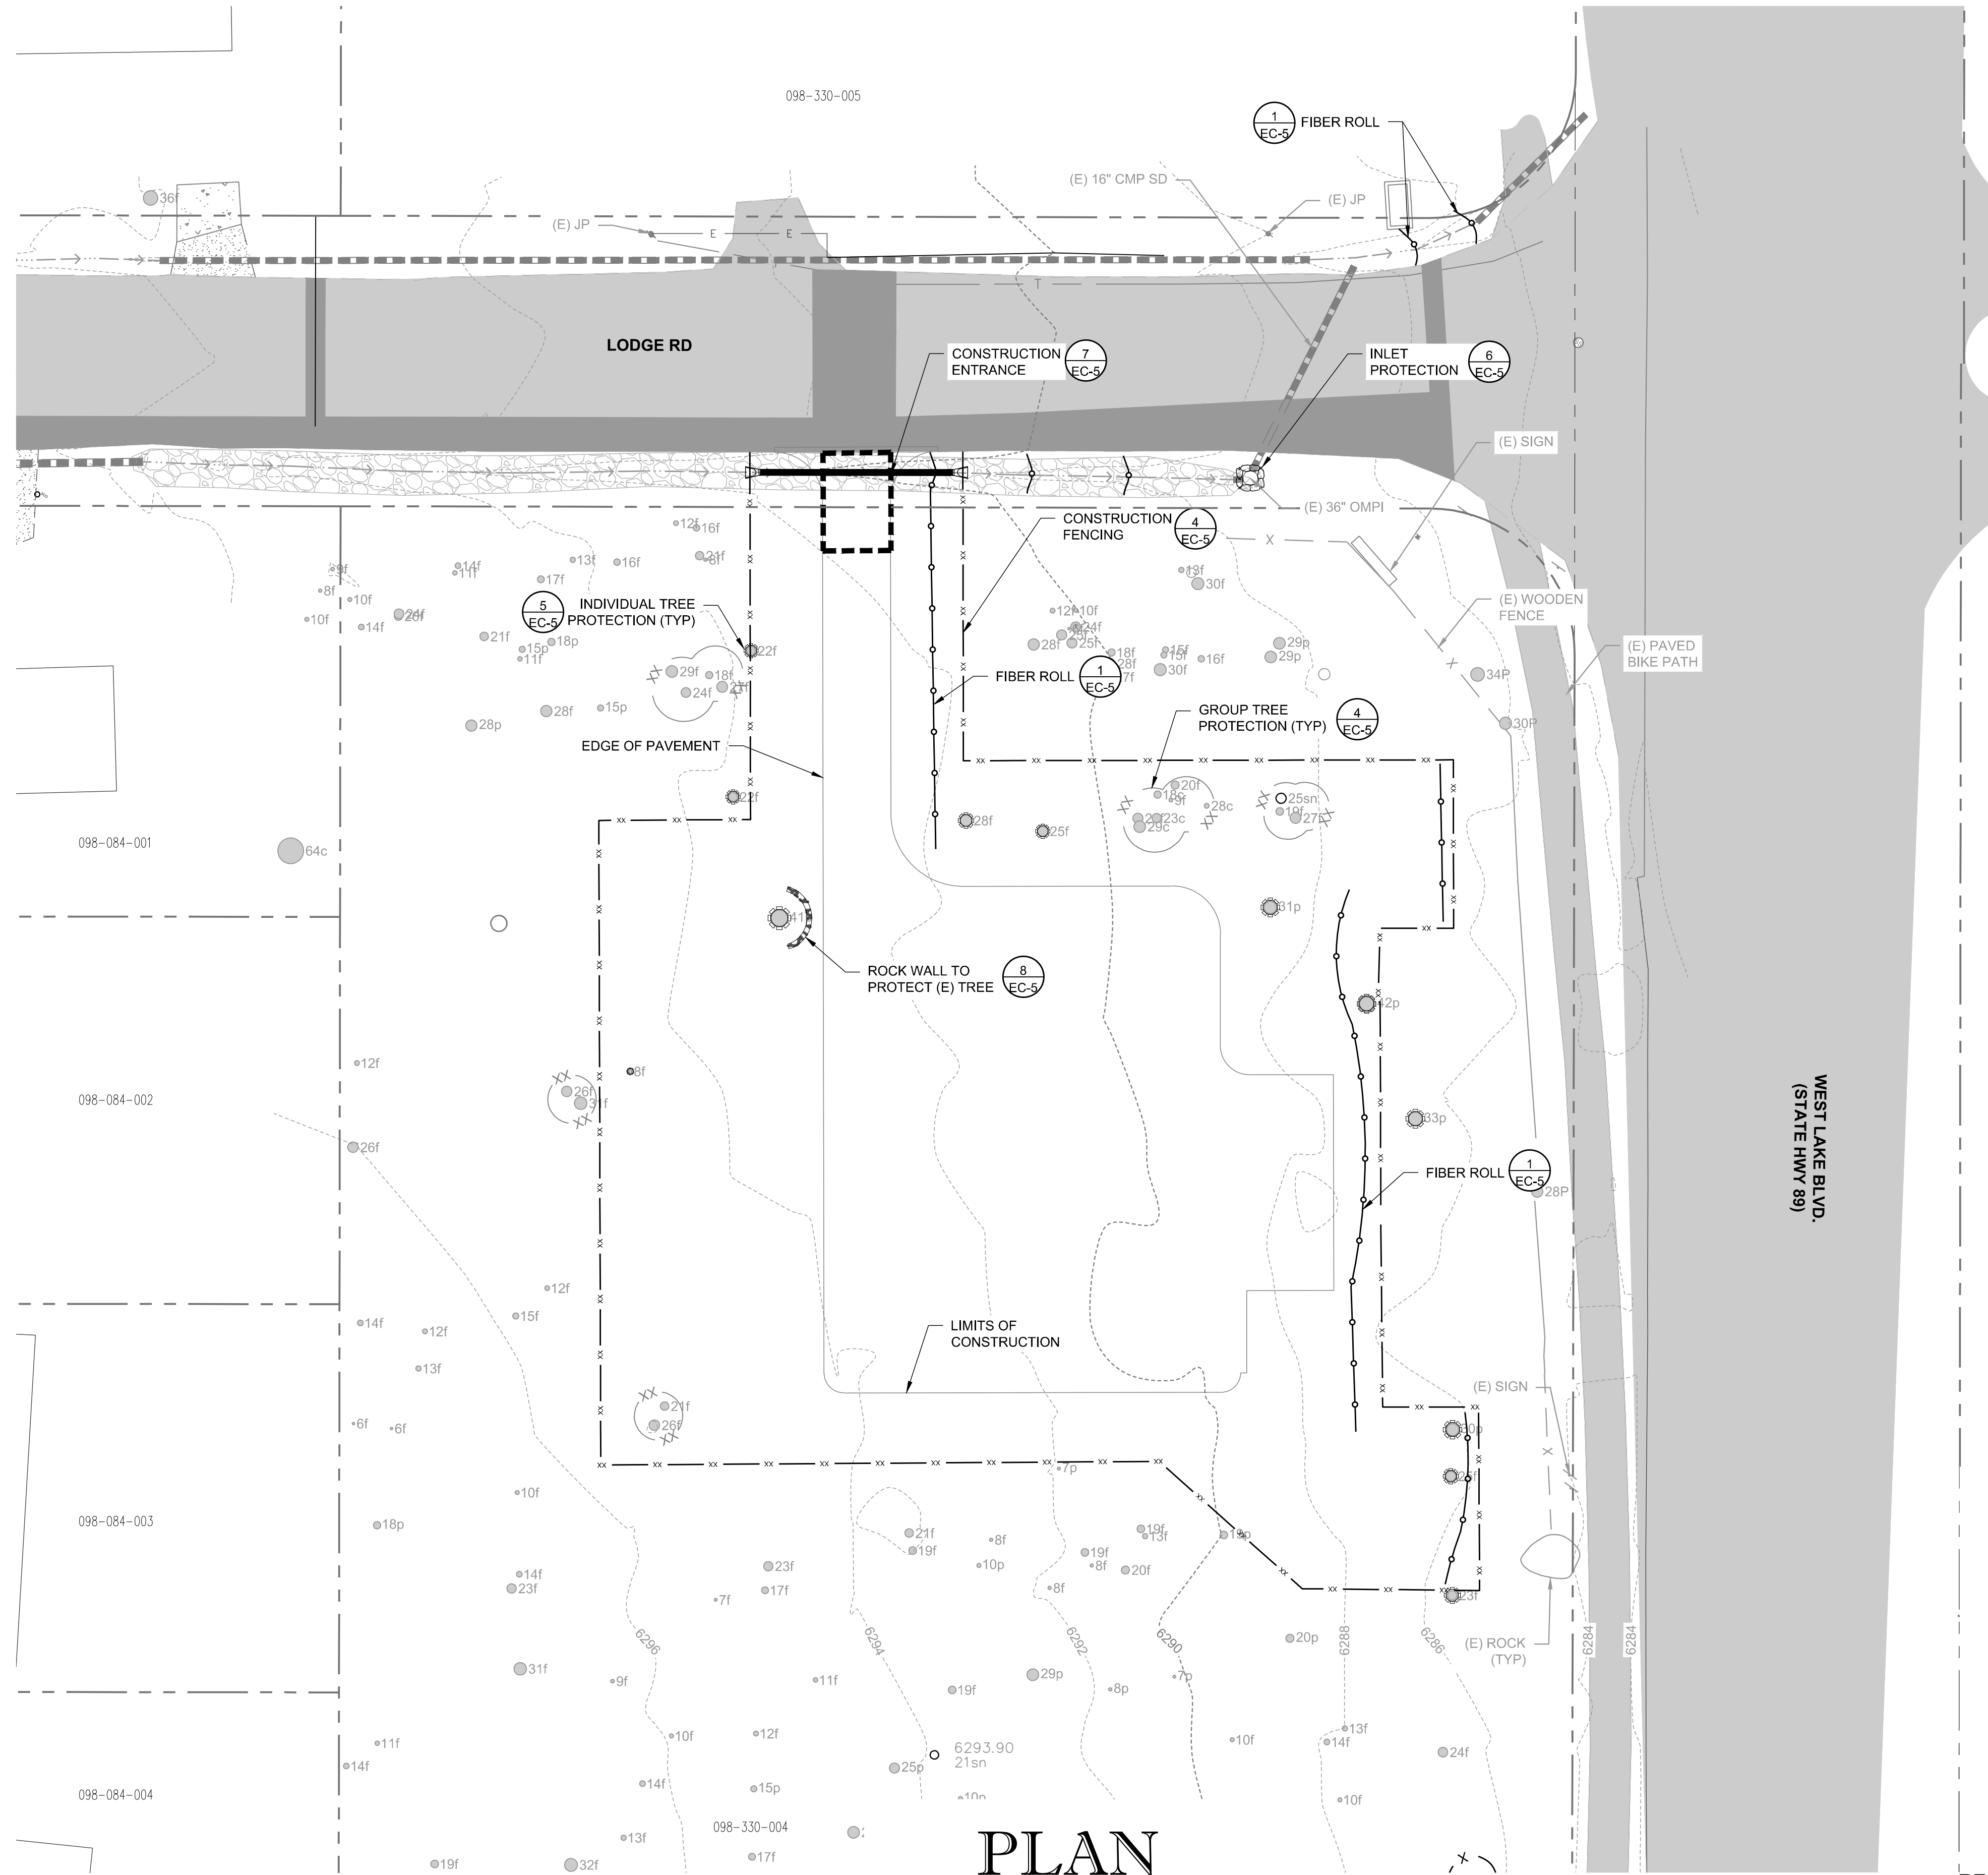 098-330-005
1
EC-5
FIBER ROLL
(E) 16" CMP SD
(E) JP
(E) JP
36f
E
E
T
LODGE RD
CONSTRUCTION
ENTRANCE
7
EC-5
INLET
PROTECTION
6
EC-5
(E) SIGN
(E) 36" OMPI
CONSTRUCTION
FENCING
4
EC-5
X
12f
16f
21f
8f
13f
16f
14f
11f
17f
9f
8f
10f
10f
14f
24f
21f
15p
11f
18p
5
EC-5
INDIVIDUAL TREE
PROTECTION (TYP)
22f
13f
30f
12f
10f
24f
28f
25f
18f
28f
7f
15f
15f
30f
16f
29p
29p
(E) WOODEN
FENCE
(E) PAVED
BIKE PATH
X
34P
30P
29f
18f
24f
28f
15p
28p
FIBER ROLL
1
EC-5
GROUP TREE
PROTECTION (TYP)
4
EC-5
EDGE OF PAVEMENT
22f
20f
18c
9f
28c
23c
29c
25sn
19f
28f
25f
098-084-001
64c
31p
ROCK WALL TO
PROTECT (E) TREE
8
EC-5
42p
12f
8f
26f
31f
098-084-002
33p
26f
FIBER ROLL
1
EC-5
28P
WEST LAKE BLVD.
(STATE HWY 89)
12f
15f
14f
12f
13f
LIMITS OF
CONSTRUCTION
(E) SIGN
6f
6f
21f
26f
30p
X
7p
10f
098-084-003
18p
21f
19f
8f
10p
19f
13f
19f
8f
20f
19p
14f
23f
23f
17f
7f
8f
23f
(E) ROCK
(TYP)
6296
6294
6292
6290
6288
6286
6284
6284
20p
31f
9f
11f
19f
29p
8p
7p
10f
12f
10f
13f
14f
24f
11f
14f
6293.90
21sn
25p
14f
15p
10p
10f
098-084-004
098-330-004
13f
17f
19f
32f
PLAN
X